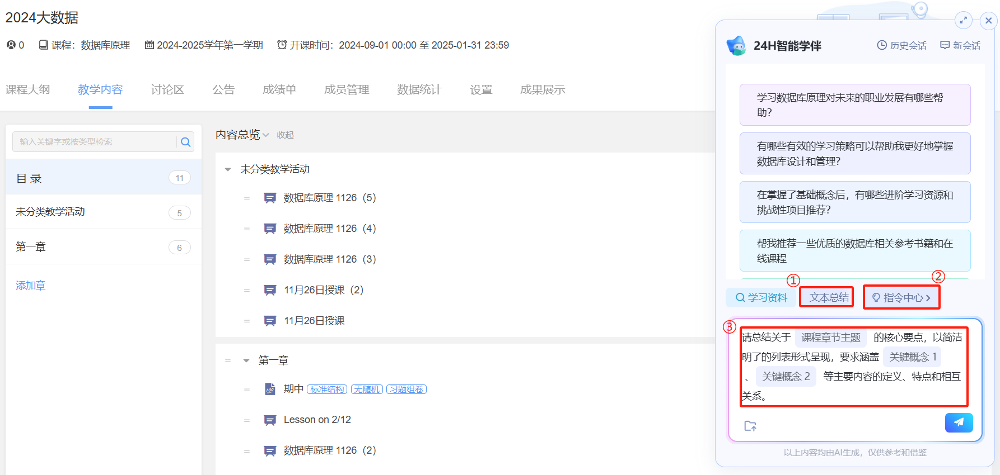 2024大数据
0 课程：数据库原理 2024-2025学年第一学期 开课时间：2024-09-01 00:00 至 2025-01-31 23:59
课程大纲 教学内容 讨论区 公告 成绩单 成员管理 数据统计 设置 成果展示
输入关键字或按类型检索
目 录 11
未分类教学活动 5
第一章 6
添加章
内容总览 收起
未分类教学活动
数据库原理 1126（5）
数据库原理 1126（4）
数据库原理 1126（3）
11月26日授课（2）
11月26日授课
第一章
期中 标准结构 无随机 习题组卷
Lesson on 2/12
数据库原理 1126（2）
24H智能学伴 历史会话 新会话
学习数据库原理对未来的职业发展有哪些帮
助？
有哪些有效的学习策略可以帮助我更好地掌握
数据库设计和管理？
在掌握了基础概念后，有哪些进阶学习资源和
挑战性项目推荐？
帮我推荐一些优质的数据库相关参考书籍和在
线课程
① ②
学习资料 文本总结 指令中心
③
请总结关于 课程章节主题 的核心要点，以简洁
明了的列表形式呈现，要求涵盖 关键概念 1
、 关键概念 2 等主要内容的定义、特点和相互
关系。
以上内容均由AI生成，仅供参考和借鉴